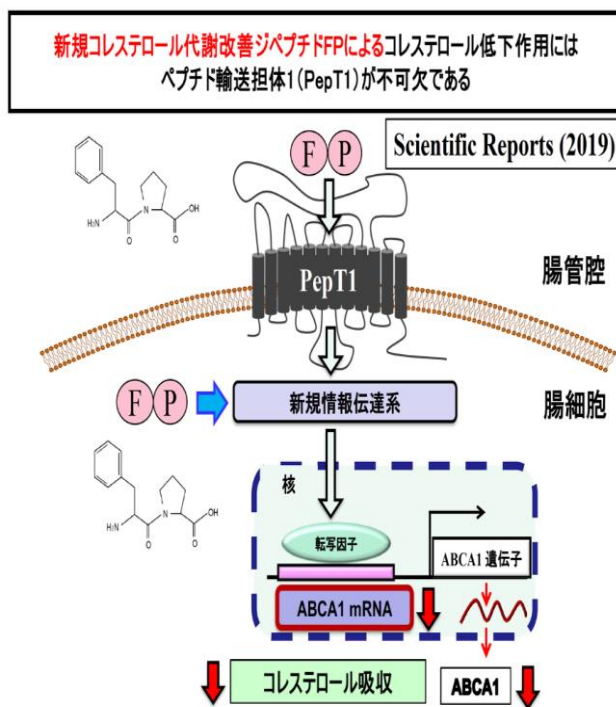 新規コレステロール代謝改善ジペプチドFPによるコレステロール低下作用には
ペプチド輸送担体1(PepT1)が不可欠である
F P
Scientific Reports (2019)
H₂N
N
O
O
OH
PepT1
腸管腔
F P
新規情報伝達系
腸細胞
H₂N
N
O
O
OH
核
転写因子
ABCA1 遺伝子
ABCA1 mRNA
コレステロール吸収
ABCA1